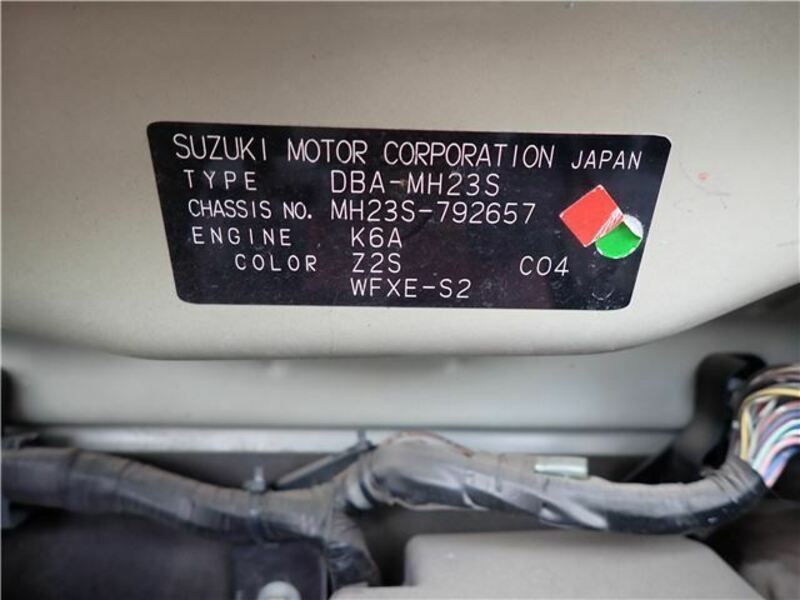 SUZUKI MOTOR CORPORATION JAPAN
TYPE DBA-MH23S
CHASSIS NO. MH23S-792657
ENGINE K6A
COLOR Z2S C04
WFXE-S2